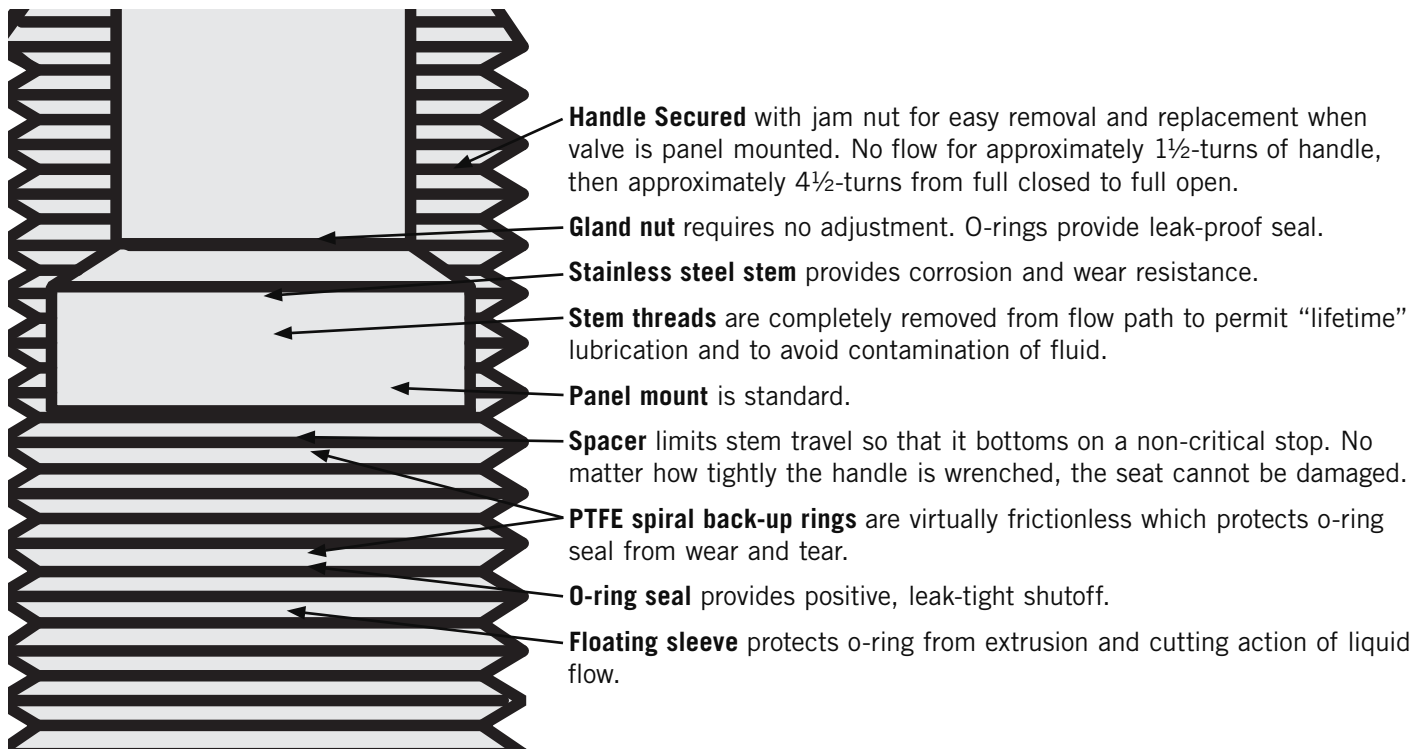 Handle Secured with jam nut for easy removal and replacement when
valve is panel mounted. No flow for approximately 1½-turns of handle,
then approximately 4½-turns from full closed to full open.
Gland nut requires no adjustment. O-rings provide leak-proof seal.
Stainless steel stem provides corrosion and wear resistance.
Stem threads are completely removed from flow path to permit “lifetime”
lubrication and to avoid contamination of fluid.
Panel mount is standard.
Spacer limits stem travel so that it bottoms on a non-critical stop. No
matter how tightly the handle is wrenched, the seat cannot be damaged.
PTFE spiral back-up rings are virtually frictionless which protects o-ring
seal from wear and tear.
O-ring seal provides positive, leak-tight shutoff.
Floating sleeve protects o-ring from extrusion and cutting action of liquid
flow.